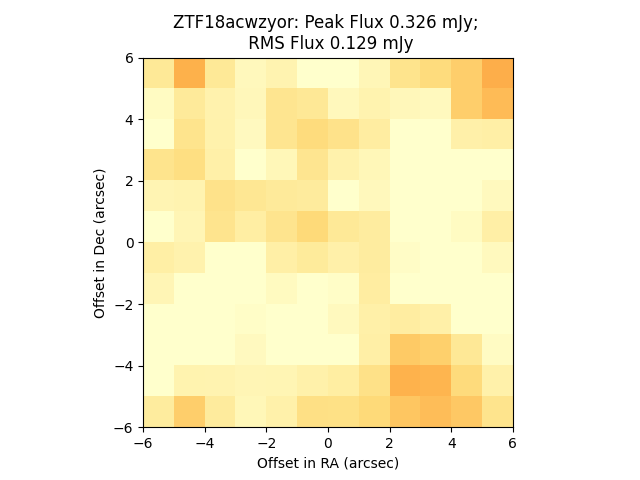 ZTF18acwzyor: Peak Flux 0.326 mJy;
RMS Flux 0.129 mJy
6
4
2
0
−2
−4
−6
Offset in Dec (arcsec)
−6 −4 −2 0 2 4 6
Offset in RA (arcsec)